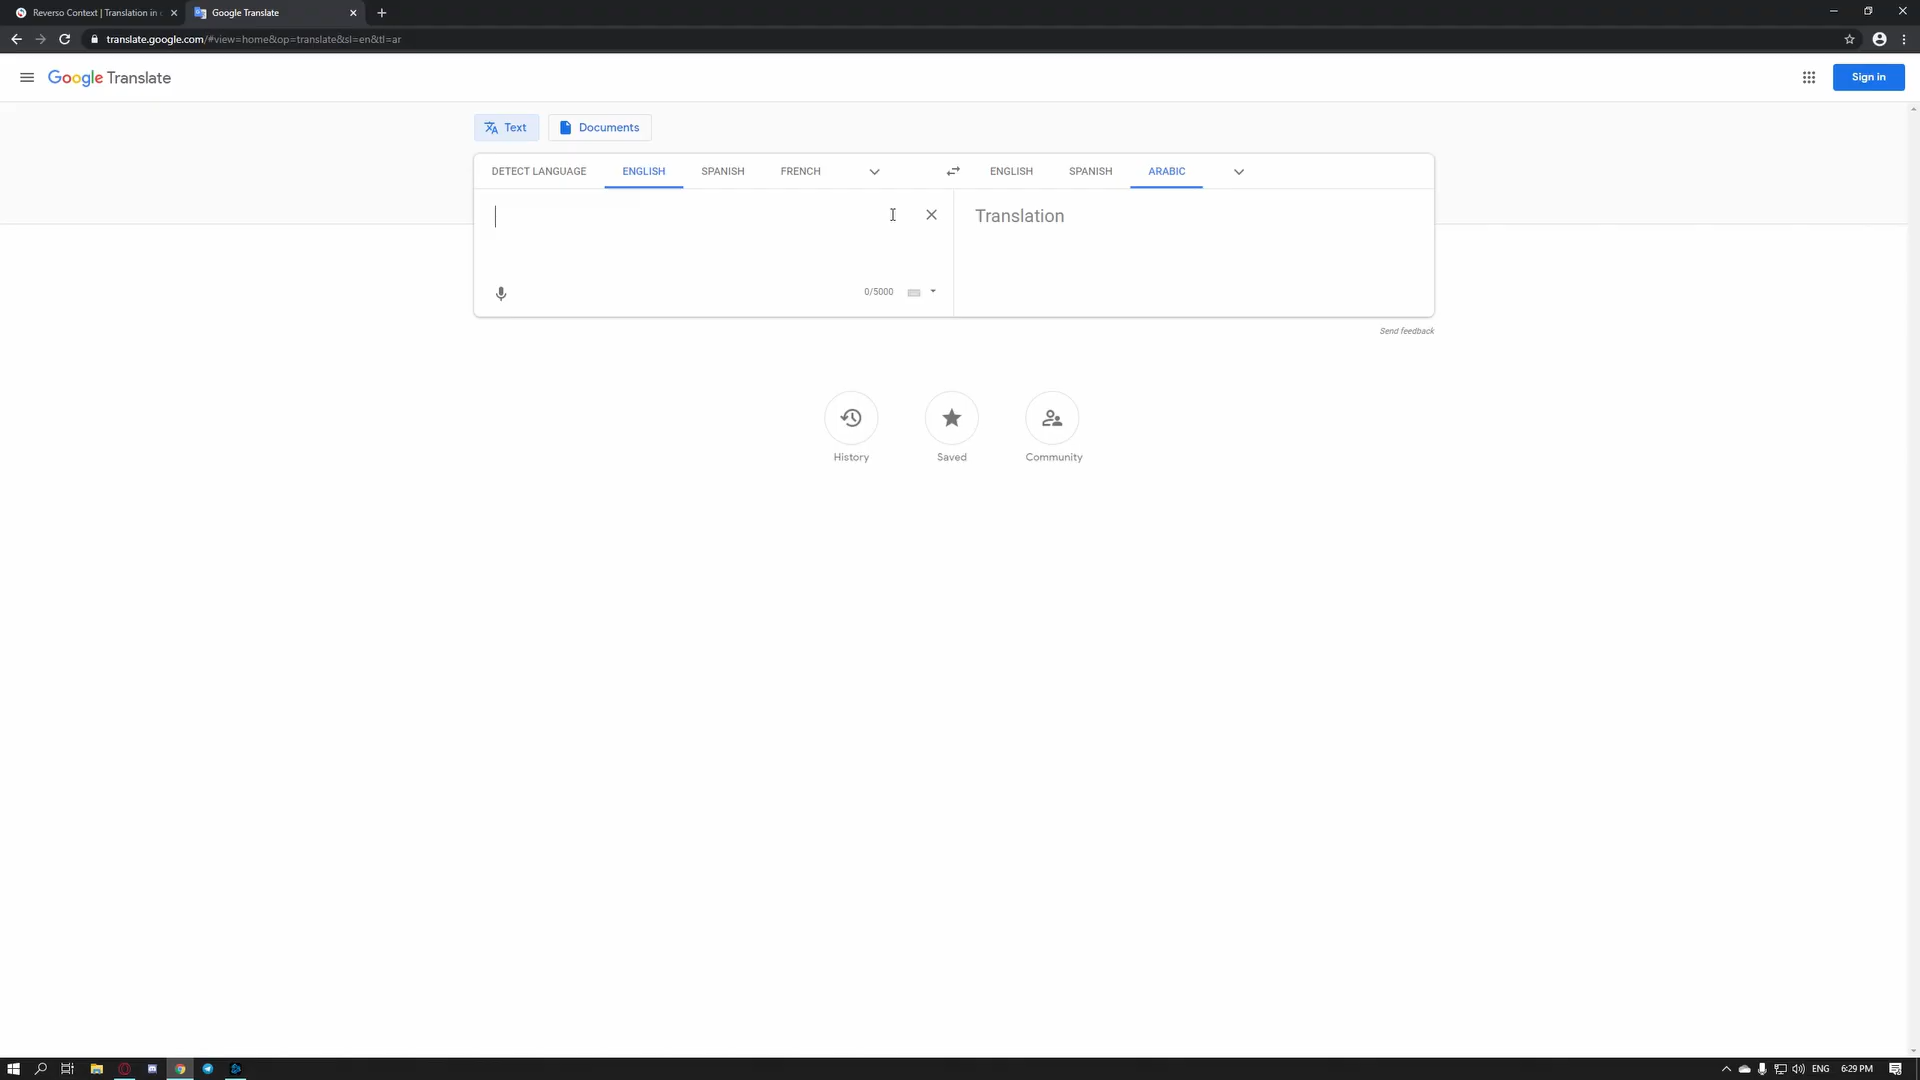 Reverso Context | Translation in
Google Translate
translate.google.com/#view=home&op=translate&sl=en&tl=ar
Google Translate
Sign in
Text
Documents
DETECT LANGUAGE
ENGLISH
SPANISH
FRENCH
ENGLISH
SPANISH
ARABIC
Translation
0/5000
Send feedback
History
Saved
Community
ENG
6:29 PM